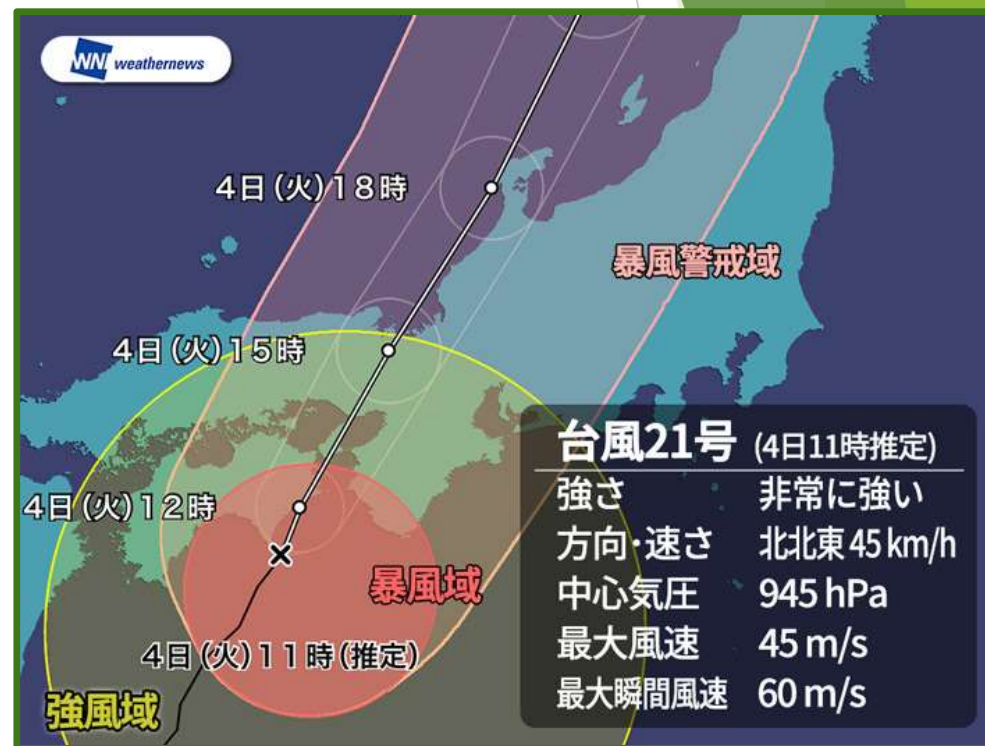 WNI weathernews
4日(火)18時
暴風警戒域
4日(火)15時
台風21号 (4日11時推定)
強さ 非常に強い
4日(火)12時
方向・速さ 北北東 45 km/h
暴風域
中心気圧 945 hPa
4日(火)11時(推定)
最大風速 45 m/s
強風域
最大瞬間風速 60 m/s